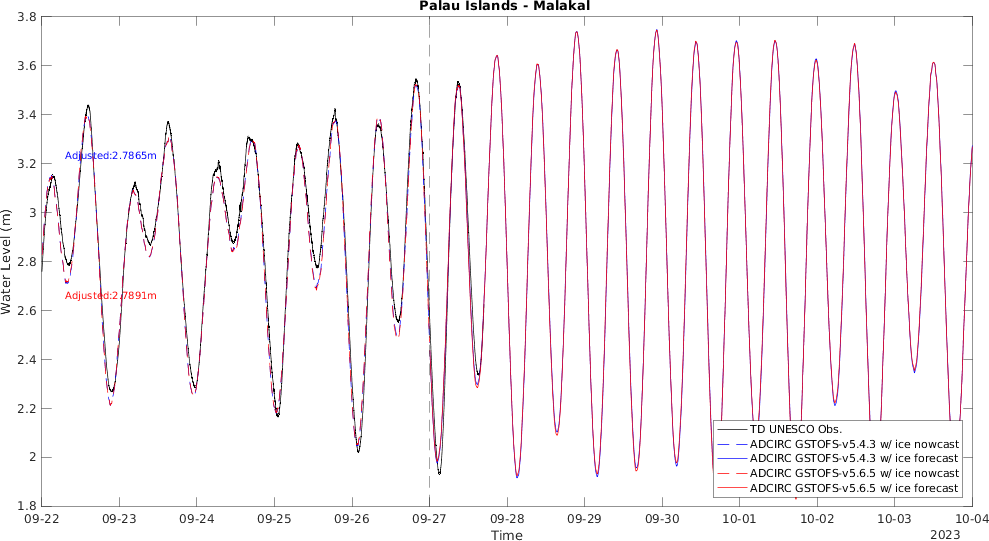 Palau Islands - Malakal
3.8
3.6
3.4
3.2
3
2.8
2.6
2.4
2.2
2
1.8
Water Level (m)
Adjusted:2.7865m
Adjusted:2.7891m
TD UNESCO Obs.
ADCIRC GSTOFS-v5.4.3 w/ ice nowcast
ADCIRC GSTOFS-v5.4.3 w/ ice forecast
ADCIRC GSTOFS-v5.6.5 w/ ice nowcast
ADCIRC GSTOFS-v5.6.5 w/ ice forecast
09-22 09-23 09-24 09-25 09-26 09-27 09-28 09-29 09-30 10-01 10-02 10-03 10-04
Time
2023